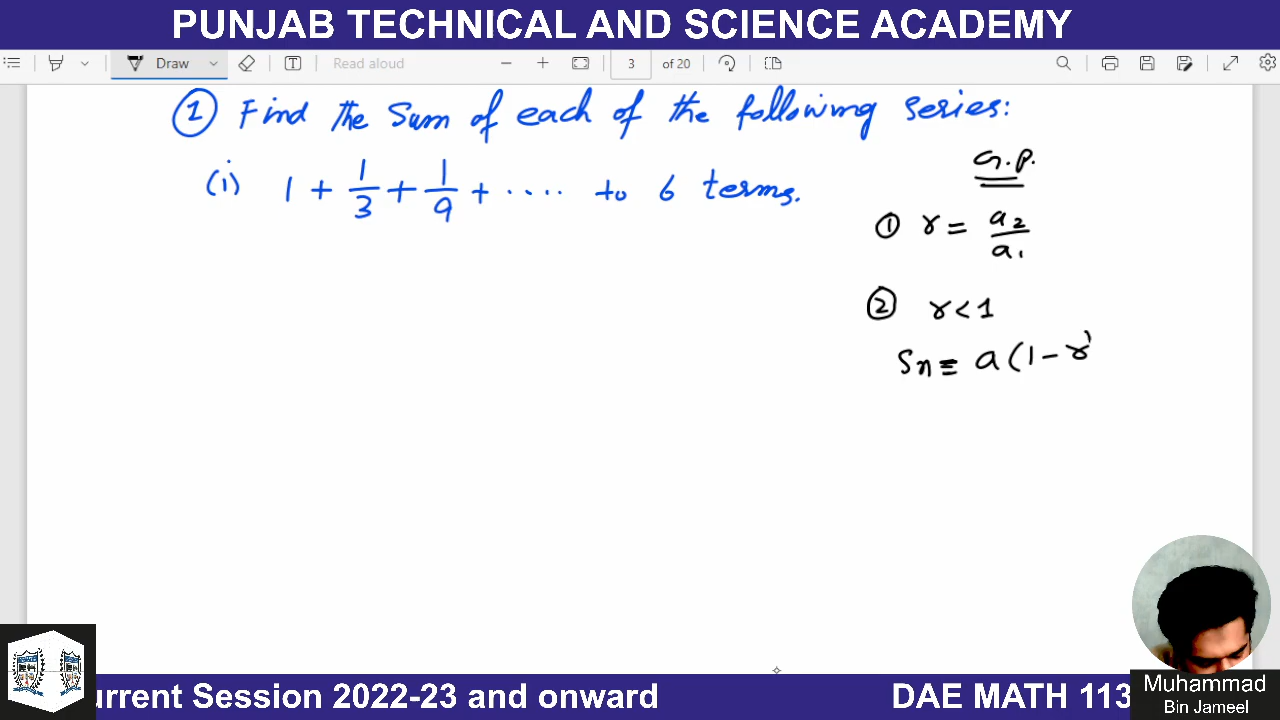 PUNJAB TECHNICAL AND SCIENCE ACADEMY
Draw
Read aloud
3 of 20
① Find the Sum of each of the following series:
(i) 1 + 1/3 + 1/9 + .... to 6 terms.
G.P.
① r = a₂/a₁
② r < 1
Sn = a(1 - r
urrent Session 2022-23 and onward
DAE MATH 113
Muhammad
Bin Jameel